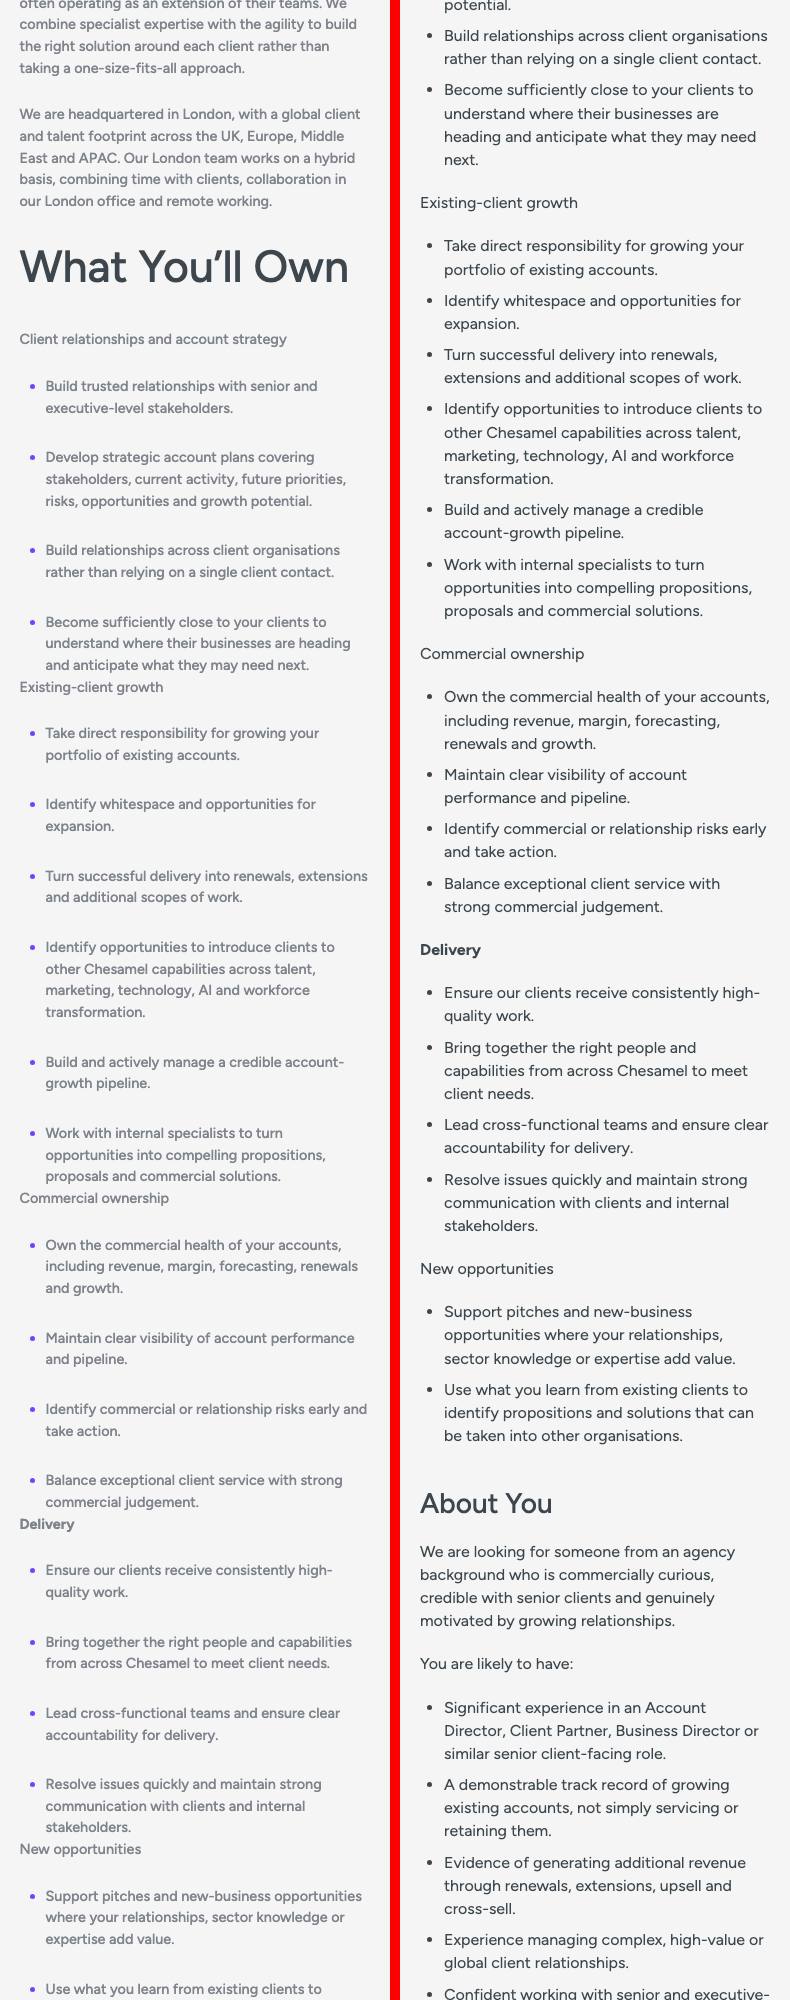 often operating as an extension of their teams. We
combine specialist expertise with the agility to build
the right solution around each client rather than
taking a one-size-fits-all approach.
We are headquartered in London, with a global client
and talent footprint across the UK, Europe, Middle
East and APAC. Our London team works on a hybrid
basis, combining time with clients, collaboration in
our London office and remote working.
What You’ll Own
Client relationships and account strategy
• Build trusted relationships with senior and
executive-level stakeholders.
• Develop strategic account plans covering
stakeholders, current activity, future priorities,
risks, opportunities and growth potential.
• Build relationships across client organisations
rather than relying on a single client contact.
• Become sufficiently close to your clients to
understand where their businesses are heading
and anticipate what they may need next.
Existing-client growth
• Take direct responsibility for growing your
portfolio of existing accounts.
• Identify whitespace and opportunities for
expansion.
• Turn successful delivery into renewals, extensions
and additional scopes of work.
• Identify opportunities to introduce clients to
other Chesamel capabilities across talent,
marketing, technology, AI and workforce
transformation.
• Build and actively manage a credible account-
growth pipeline.
• Work with internal specialists to turn
opportunities into compelling propositions,
proposals and commercial solutions.
Commercial ownership
• Own the commercial health of your accounts,
including revenue, margin, forecasting, renewals
and growth.
• Maintain clear visibility of account performance
and pipeline.
• Identify commercial or relationship risks early and
take action.
• Balance exceptional client service with strong
commercial judgement.
Delivery
• Ensure our clients receive consistently high-
quality work.
• Bring together the right people and capabilities
from across Chesamel to meet client needs.
• Lead cross-functional teams and ensure clear
accountability for delivery.
• Resolve issues quickly and maintain strong
communication with clients and internal
stakeholders.
New opportunities
• Support pitches and new-business opportunities
where your relationships, sector knowledge or
expertise add value.
• Use what you learn from existing clients to
potential.
• Build relationships across client organisations
rather than relying on a single client contact.
• Become sufficiently close to your clients to
understand where their businesses are
heading and anticipate what they may need
next.
Existing-client growth
• Take direct responsibility for growing your
portfolio of existing accounts.
• Identify whitespace and opportunities for
expansion.
• Turn successful delivery into renewals,
extensions and additional scopes of work.
• Identify opportunities to introduce clients to
other Chesamel capabilities across talent,
marketing, technology, AI and workforce
transformation.
• Build and actively manage a credible
account-growth pipeline.
• Work with internal specialists to turn
opportunities into compelling propositions,
proposals and commercial solutions.
Commercial ownership
• Own the commercial health of your accounts,
including revenue, margin, forecasting,
renewals and growth.
• Maintain clear visibility of account
performance and pipeline.
• Identify commercial or relationship risks early
and take action.
• Balance exceptional client service with
strong commercial judgement.
Delivery
• Ensure our clients receive consistently high-
quality work.
• Bring together the right people and
capabilities from across Chesamel to meet
client needs.
• Lead cross-functional teams and ensure clear
accountability for delivery.
• Resolve issues quickly and maintain strong
communication with clients and internal
stakeholders.
New opportunities
• Support pitches and new-business
opportunities where your relationships,
sector knowledge or expertise add value.
• Use what you learn from existing clients to
identify propositions and solutions that can
be taken into other organisations.
About You
We are looking for someone from an agency
background who is commercially curious,
credible with senior clients and genuinely
motivated by growing relationships.
You are likely to have:
• Significant experience in an Account
Director, Client Partner, Business Director or
similar senior client-facing role.
• A demonstrable track record of growing
existing accounts, not simply servicing or
retaining them.
• Evidence of generating additional revenue
through renewals, extensions, upsell and
cross-sell.
• Experience managing complex, high-value or
global client relationships.
• Confident working with senior and executive-